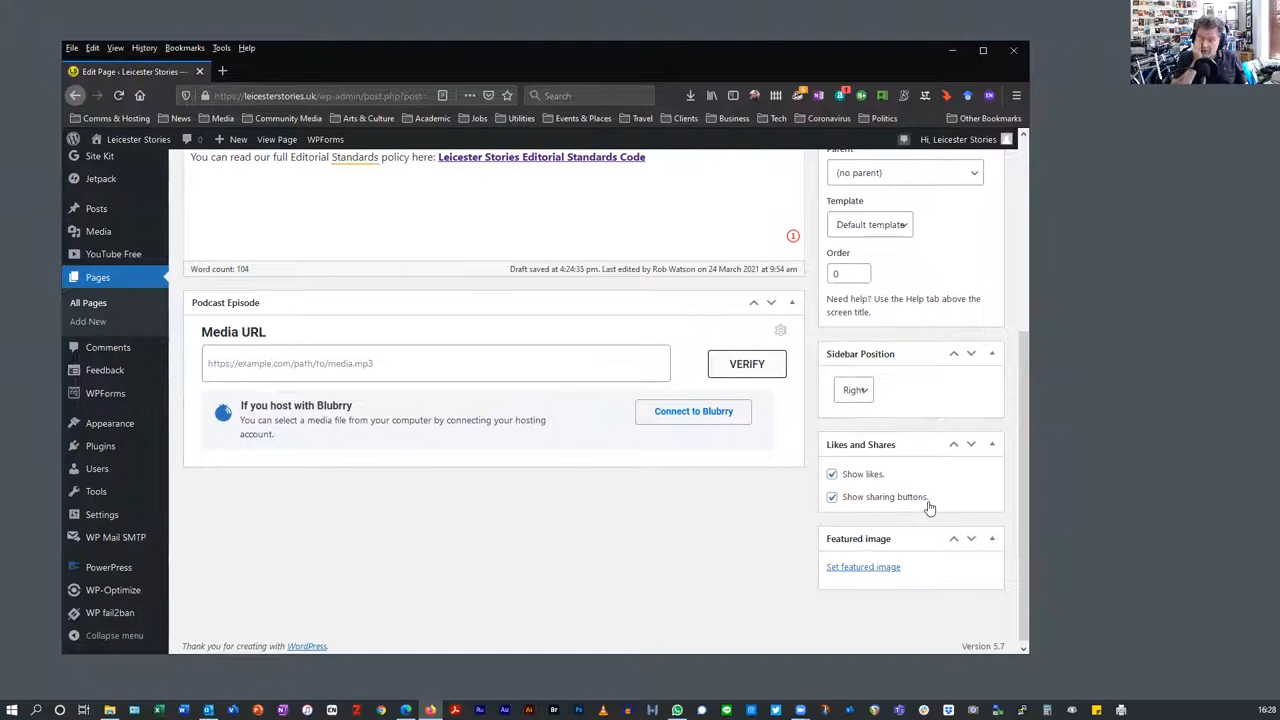 File Edit View History Bookmarks Tools Help
Edit Page ‹ Leicester Stories —
https://leicesterstories.uk/wp-admin/post.php?post=
Search
Comms & Hosting News Media Community Media Arts & Culture Academic Jobs Utilities Events & Places Travel Clients Business Tech Coronavirus Politics Other Bookmarks
Leicester Stories 0 New View Page WPForms Hi, Leicester Stories
Site Kit
Jetpack
Posts
Media
YouTube Free
Pages
All Pages
Add New
Comments
Feedback
WPForms
Appearance
Plugins
Users
Tools
Settings
WP Mail SMTP
PowerPress
WP-Optimize
WP fail2ban
Collapse menu
You can read our full Editorial Standards policy here: Leicester Stories Editorial Standards Code
1
Word count: 104
Draft saved at 4:24:35 pm. Last edited by Rob Watson on 24 March 2021 at 9:54 am
Podcast Episode
Media URL
https://example.com/path/to/media.mp3
VERIFY
If you host with Blubrry
You can select a media file from your computer by connecting your hosting
account.
Connect to Blubrry
Parent
(no parent)
Template
Default template
Order
0
Need help? Use the Help tab above the
screen title.
Sidebar Position
Right
Likes and Shares
Show likes.
Show sharing buttons.
Featured image
Set featured image
Thank you for creating with WordPress.
Version 5.7
16:28